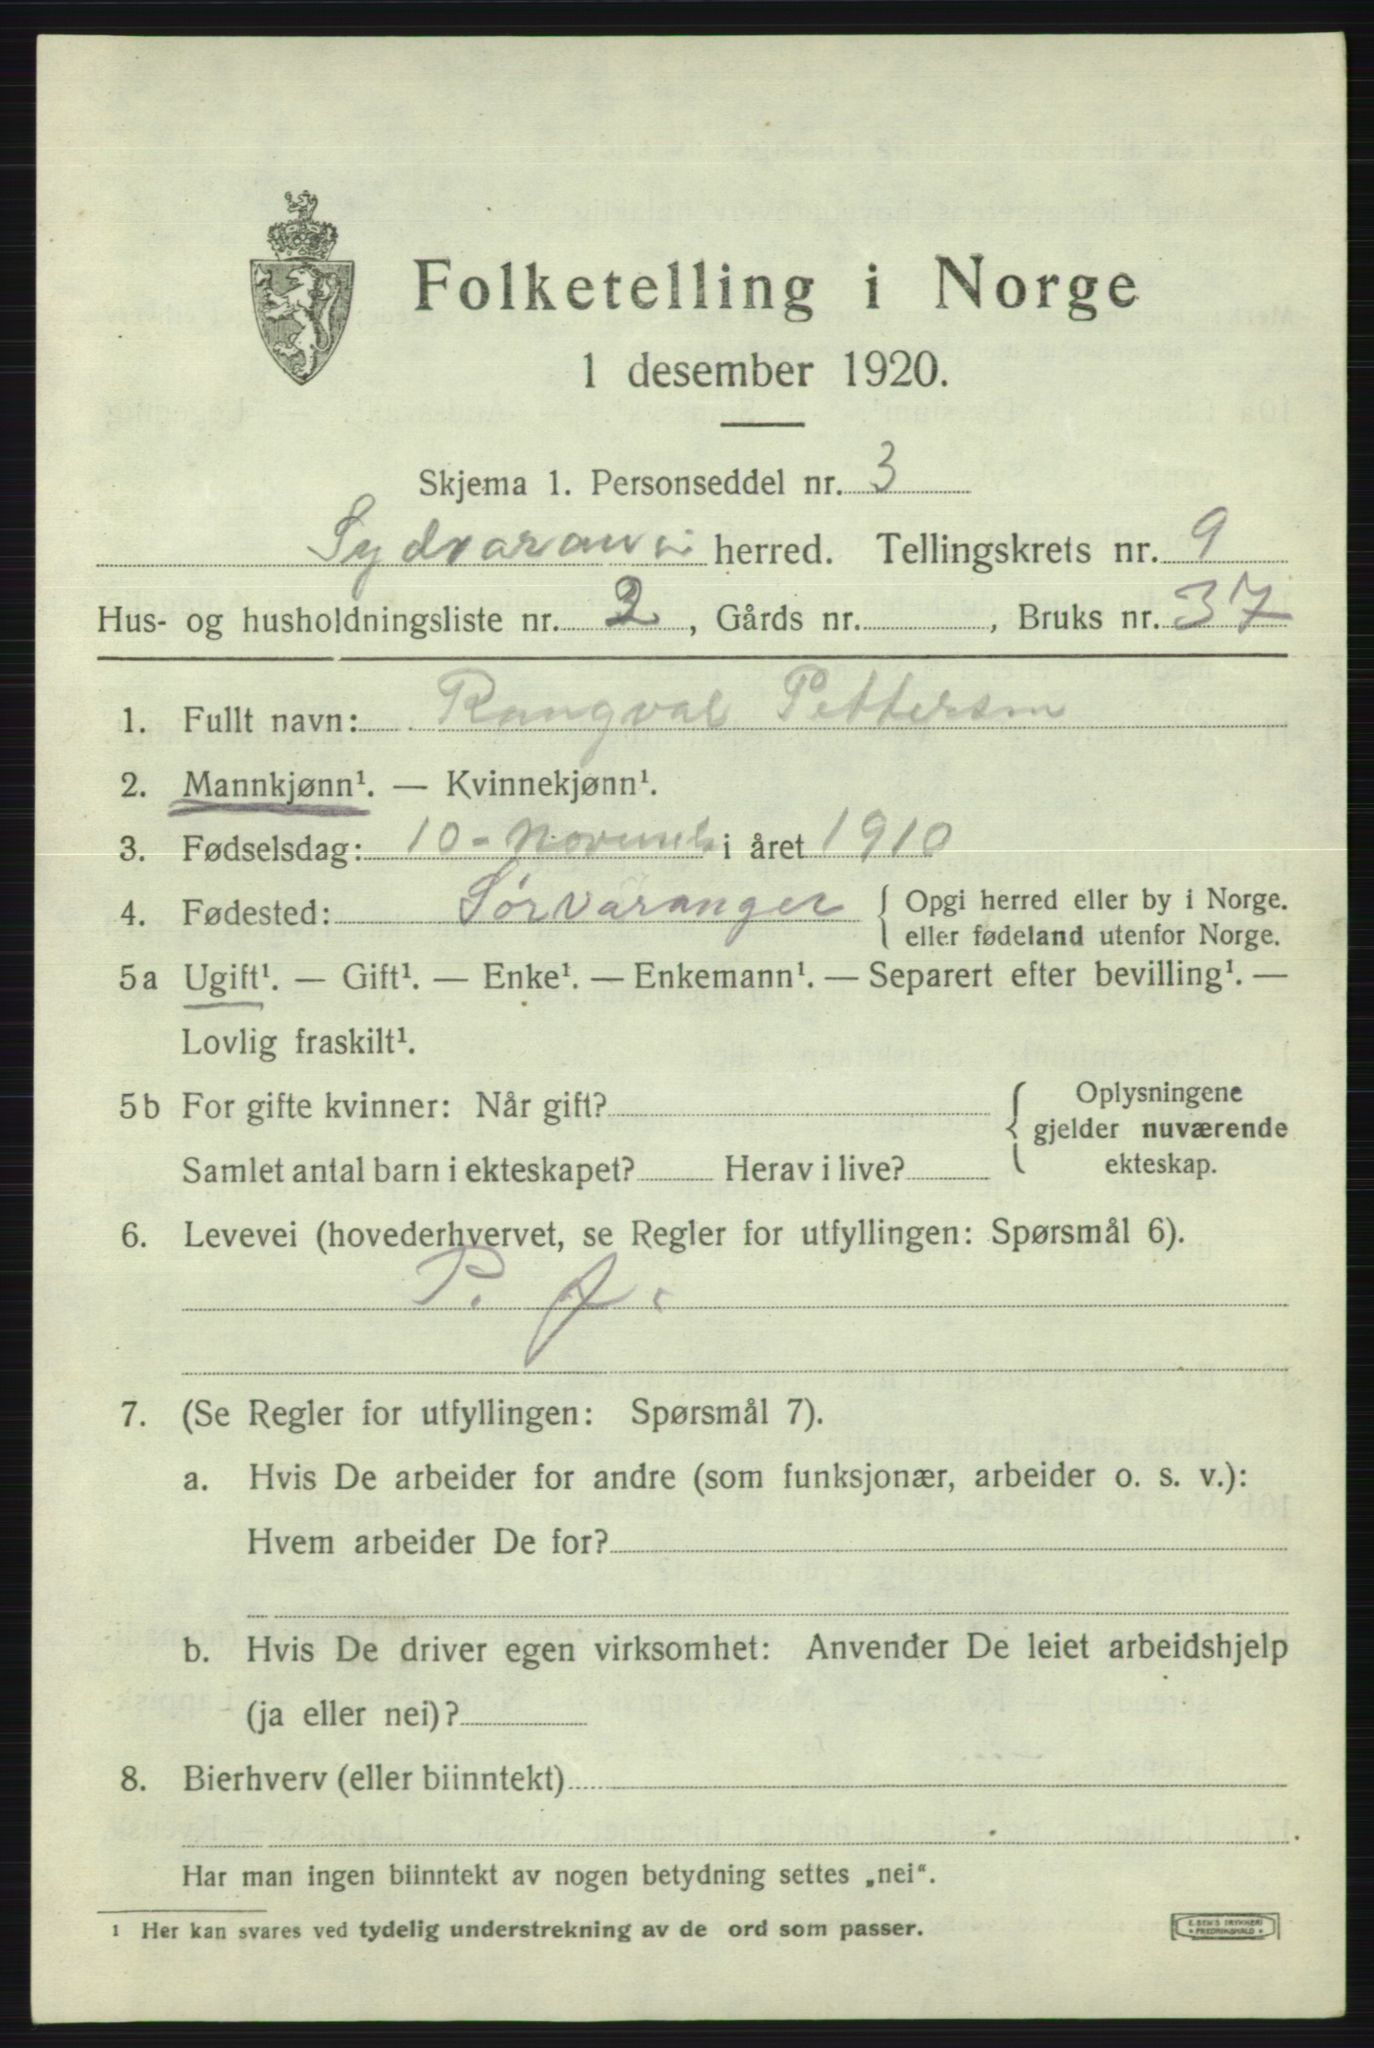 Folketelling i Norge
1 desember 1920.
Skjema 1. Personseddel nr. 3
Sydvaranger herred. Tellingskrets nr. 9
Hus- og husholdningsliste nr. 2, Gårds nr. , Bruks nr. 37
1. Fullt navn: Rangval Petterson
2. Mannkjønn¹. — Kvinnekjønn¹.
3. Fødselsdag: 10 - Novemb i året 1910
4. Fødested: Sørvaranger { Opgi herred eller by i Norge.
eller fødeland utenfor Norge.
5a Ugift¹. — Gift¹. — Enke¹. — Enkemann¹. — Separert efter bevilling¹. —
Lovlig fraskilt¹.
5b For gifte kvinner: Når gift? { Oplysningene
gjelder nuværende
Samlet antal barn i ekteskapet? Herav i live? ekteskap.
6. Levevei (hovederhvervet, se Regler for utfyllingen: Spørsmål 6).
P.
7. (Se Regler for utfyllingen: Spørsmål 7).
a. Hvis De arbeider for andre (som funksjonær, arbeider o. s. v.):
Hvem arbeider De for?
b. Hvis De driver egen virksomhet: Anvender De leiet arbeidshjelp
(ja eller nei)?
8. Bierhverv (eller biinntekt)
Har man ingen biinntekt av nogen betydning settes „nei“.
¹ Her kan svares ved tydelig understrekning av de ord som passer.